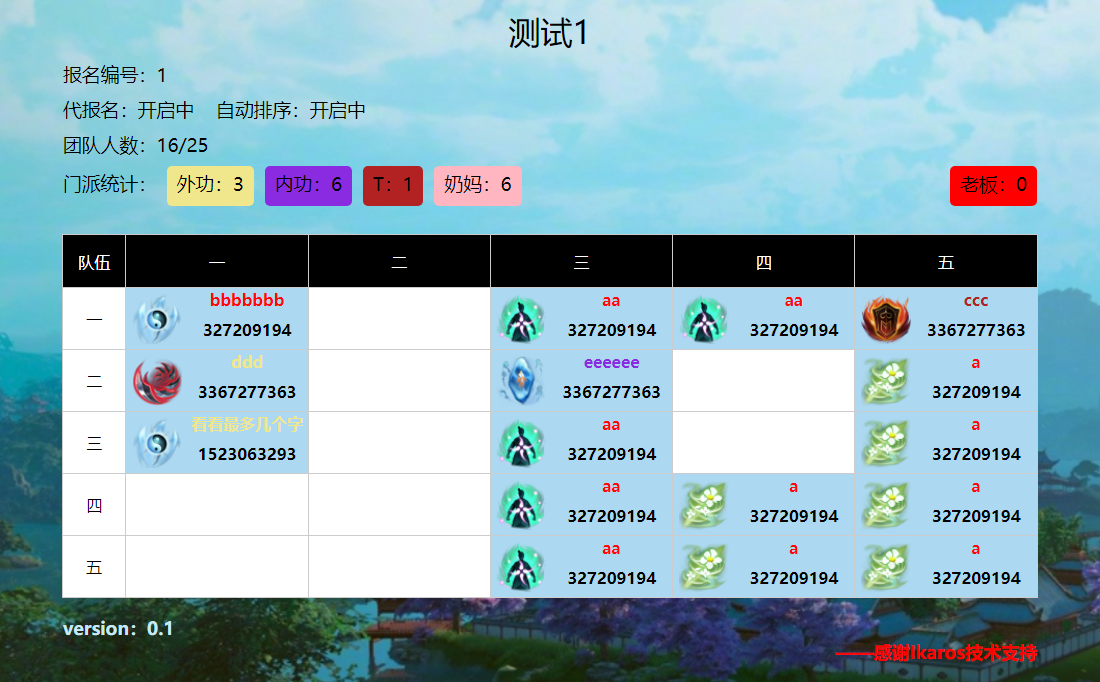 测试1
报名编号：1
代报名：开启中 自动排序：开启中
团队人数：16/25
门派统计： 外功：3 内功：6 T：1 奶妈：6 老板：0
队伍 一 二 三 四 五
一 bbbbbbb aa aa ccc
327209194 327209194 327209194 3367277363
二 ddd eeeeee a
3367277363 3367277363 327209194
三 看看最多几个字 aa a
1523063293 327209194 327209194
四 aa a a
327209194 327209194 327209194
五 aa a a
327209194 327209194 327209194
version：0.1
——感谢Ikaros技术支持